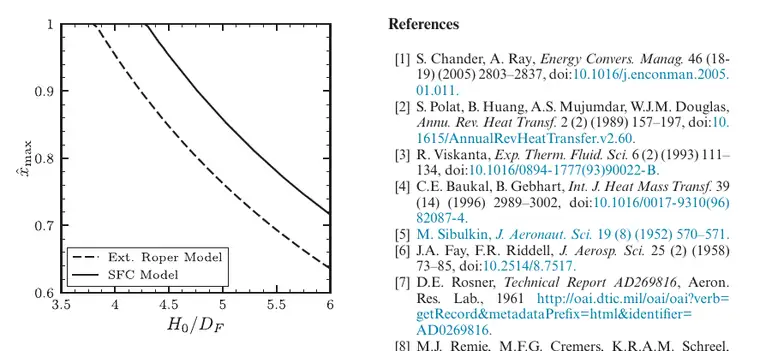 1
0.9
0.8
0.7
0.6
x̂max
Ext. Roper Model
SFC Model
3.5 4 4.5 5 5.5 6
H0/DF
References
[1] S. Chander, A. Ray, Energy Convers. Manag. 46 (18-
19) (2005) 2803–2837, doi:10.1016/j.enconman.2005.
01.011.
[2] S. Polat, B. Huang, A.S. Mujumdar, W.J.M. Douglas,
Annu. Rev. Heat Transf. 2 (2) (1989) 157–197, doi:10.
1615/AnnualRevHeatTransfer.v2.60.
[3] R. Viskanta, Exp. Therm. Fluid. Sci. 6 (2) (1993) 111–
134, doi:10.1016/0894-1777(93)90022-B.
[4] C.E. Baukal, B. Gebhart, Int. J. Heat Mass Transf. 39
(14) (1996) 2989–3002, doi:10.1016/0017-9310(96)
82087-4.
[5] M. Sibulkin, J. Aeronaut. Sci. 19 (8) (1952) 570–571.
[6] J.A. Fay, F.R. Riddell, J. Aerosp. Sci. 25 (2) (1958)
73–85, doi:10.2514/8.7517.
[7] D.E. Rosner, Technical Report AD269816, Aeron.
Res. Lab., 1961 http://oai.dtic.mil/oai/oai?verb=
getRecord&metadataPrefix=html&identifier=
AD0269816.
[8] M.J. Remie, M.F.G. Cremers, K.R.A.M. Schreel,